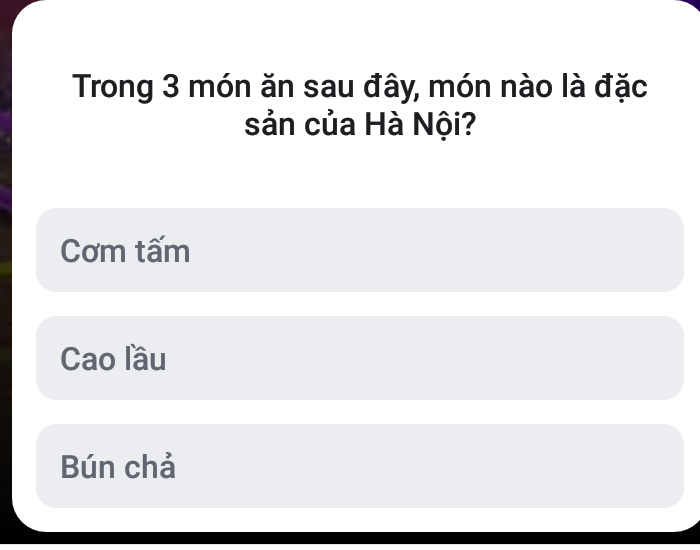 Trong 3 món ăn sau đây, món nào là đặc
sản của Hà Nội?
Cơm tấm
Cao lầu
Bún chả